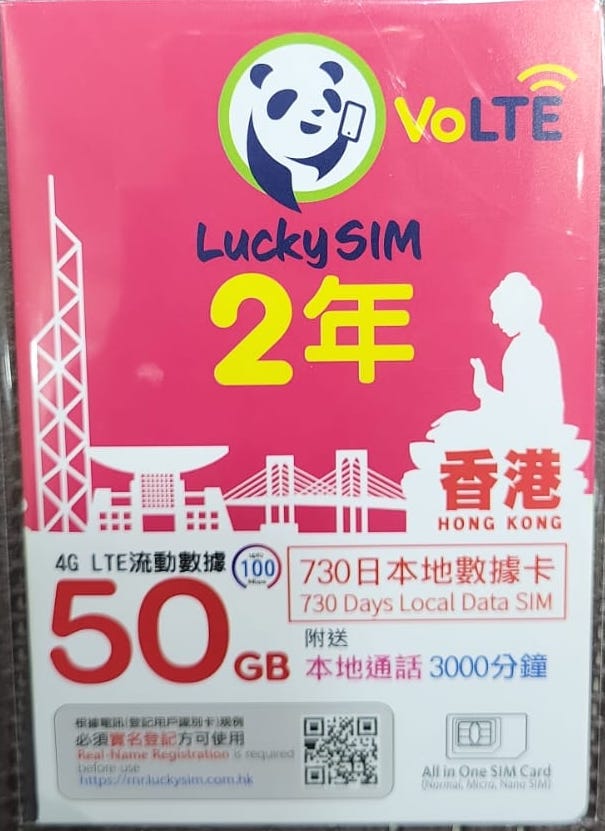 VoLTE
Lucky SIM
2年
香港
HONG KONG
4G LTE流動數據
upto
100
Mbps
50GB
730日本地數據卡
730 Days Local Data SIM
附送
本地通話 3000分鐘
根據電訊(登記用戶識別卡)規例
必須實名登記方可使用
Real-Name Registration is required
before use
https://rnr.luckysim.com.hk
All in One SIM Card
(Normal, Micro, Nano SIM)